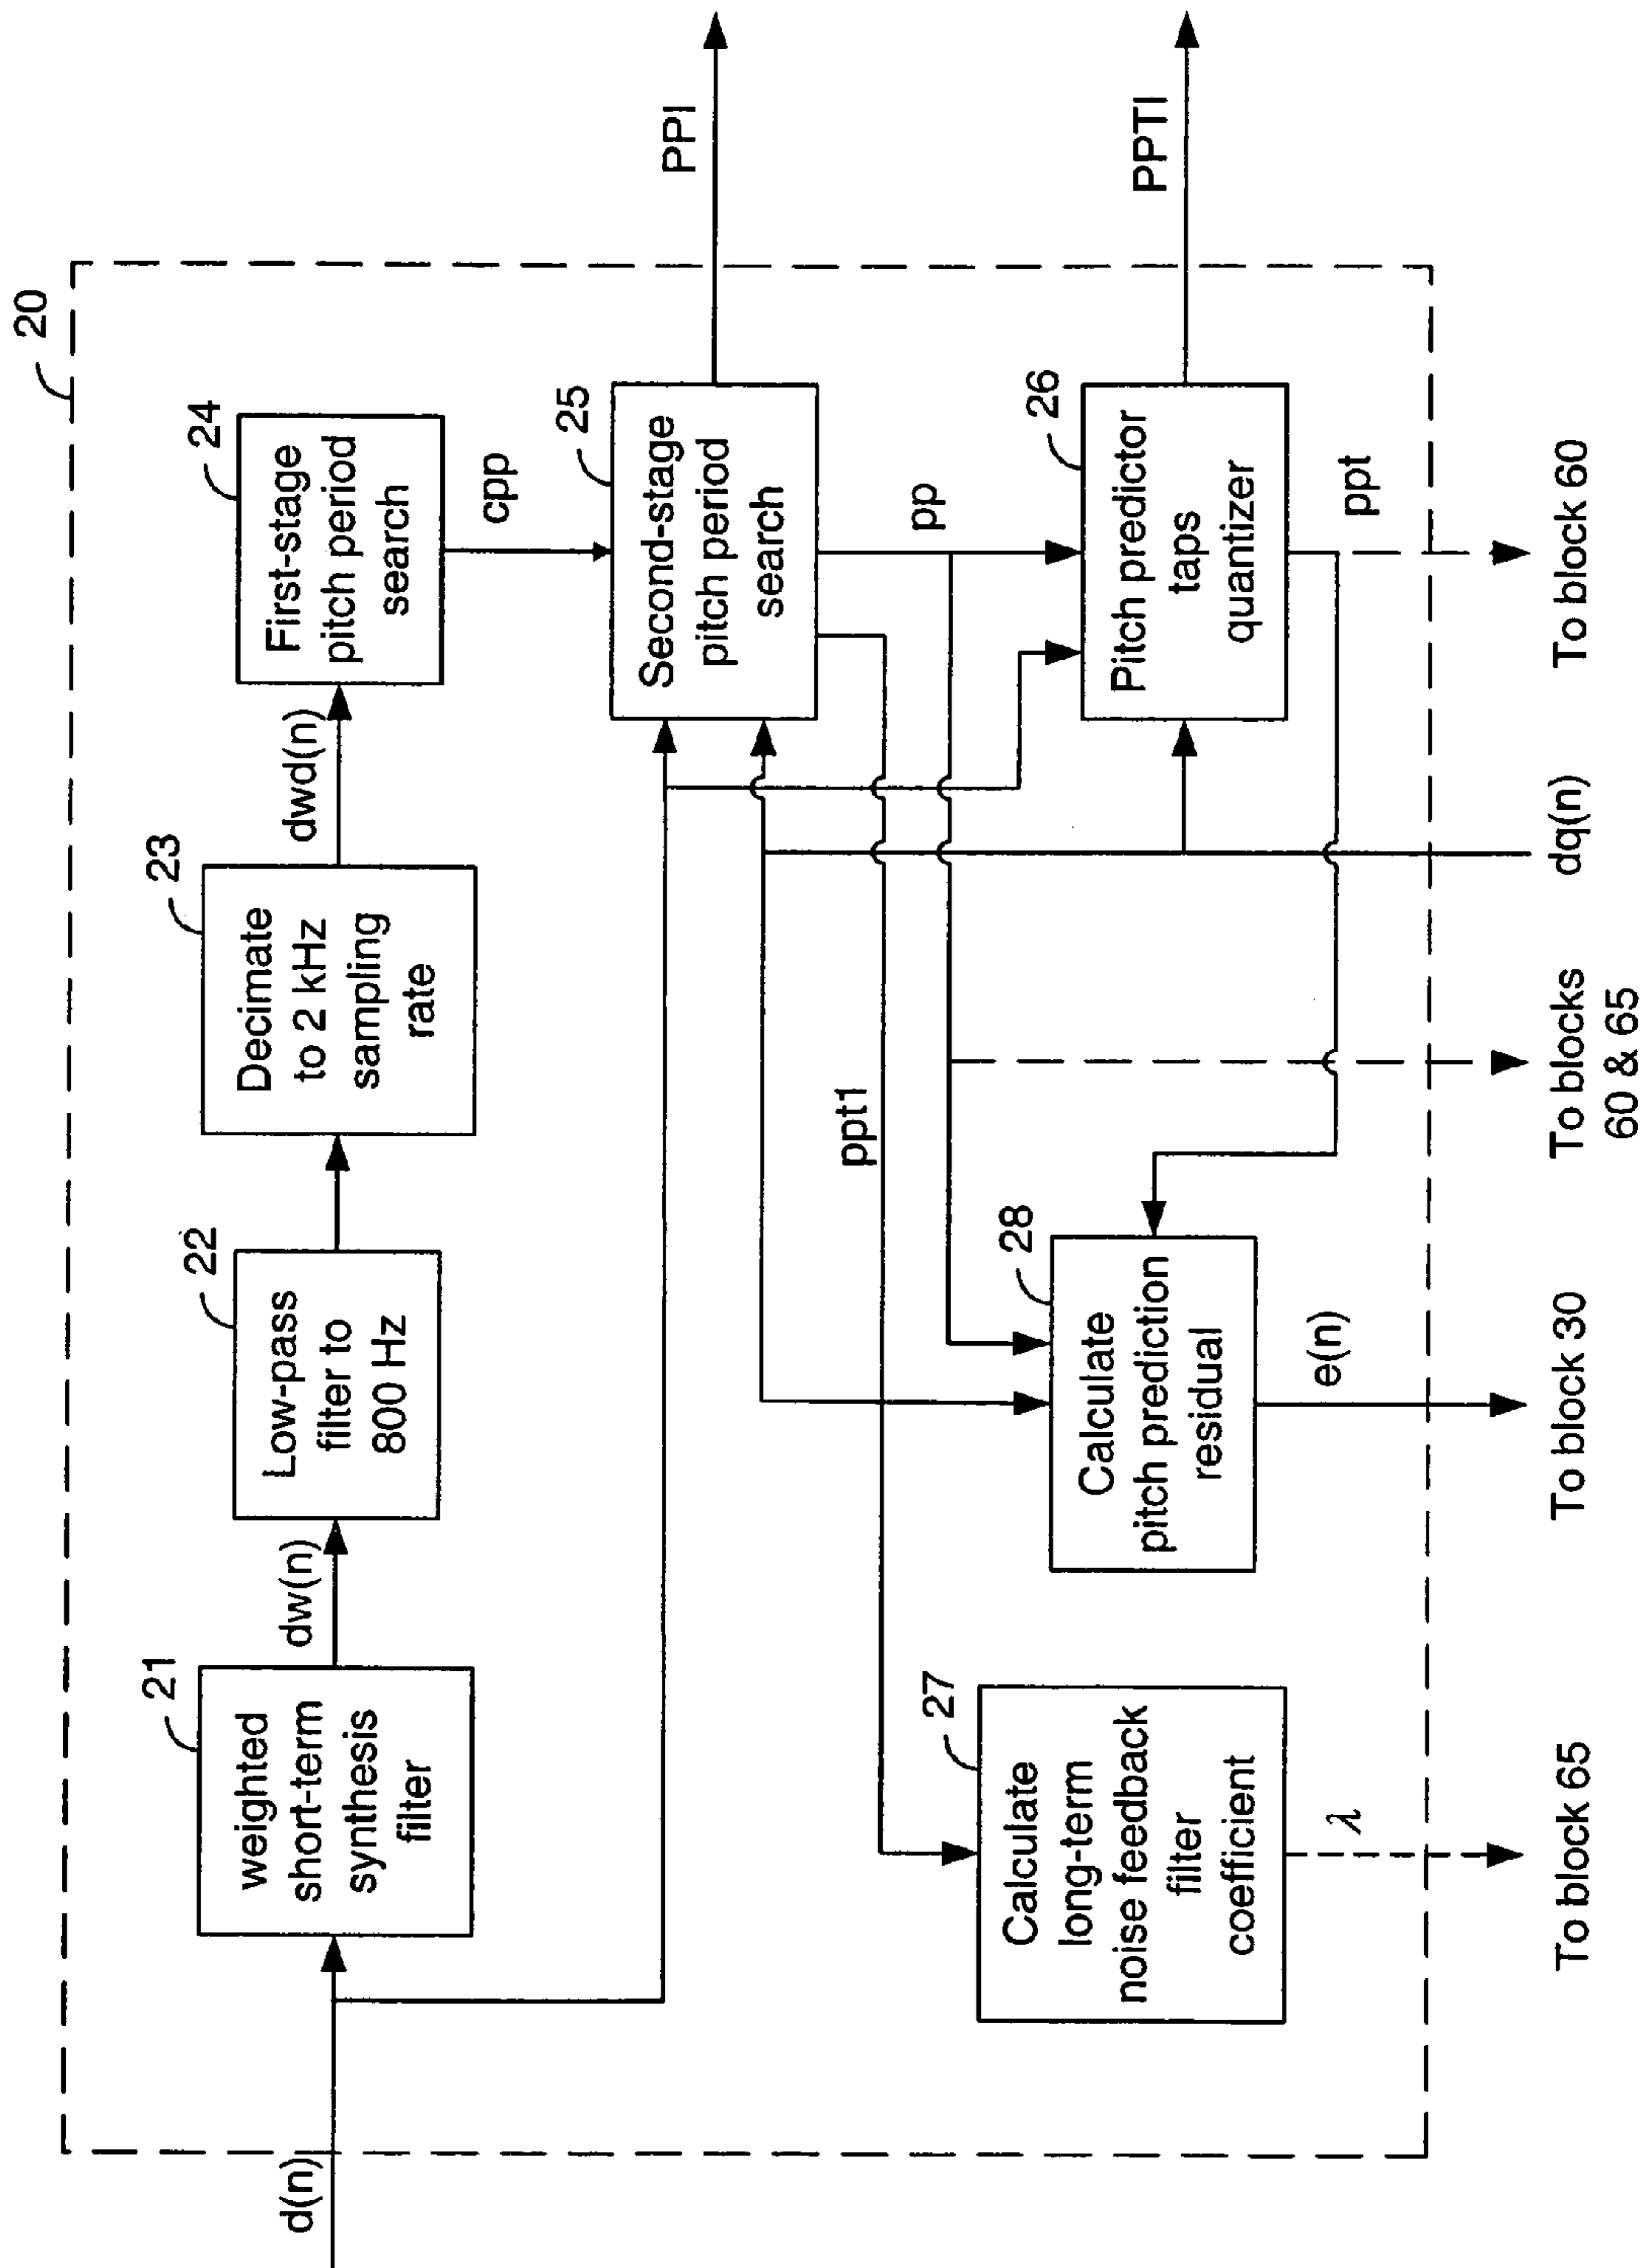 20
d(n)
21
weighted
short-term
synthesis
filter
dw(n)
22
Low-pass
filter to
800 Hz
23
Decimate
to 2 kHz
sampling
rate
dwd(n)
24
First-stage
pitch period
search
cpp
25
Second-stage
pitch period
search
PPI
ppt1
pp
27
Calculate
long-term
noise feedback
filter
coefficient
28
Calculate
pitch prediction
residual
26
Pitch predictor
taps
quantizer
PPTI
λ
e(n)
ppt
To block 65
To block 30
To blocks
60 & 65
dq(n)
To block 60